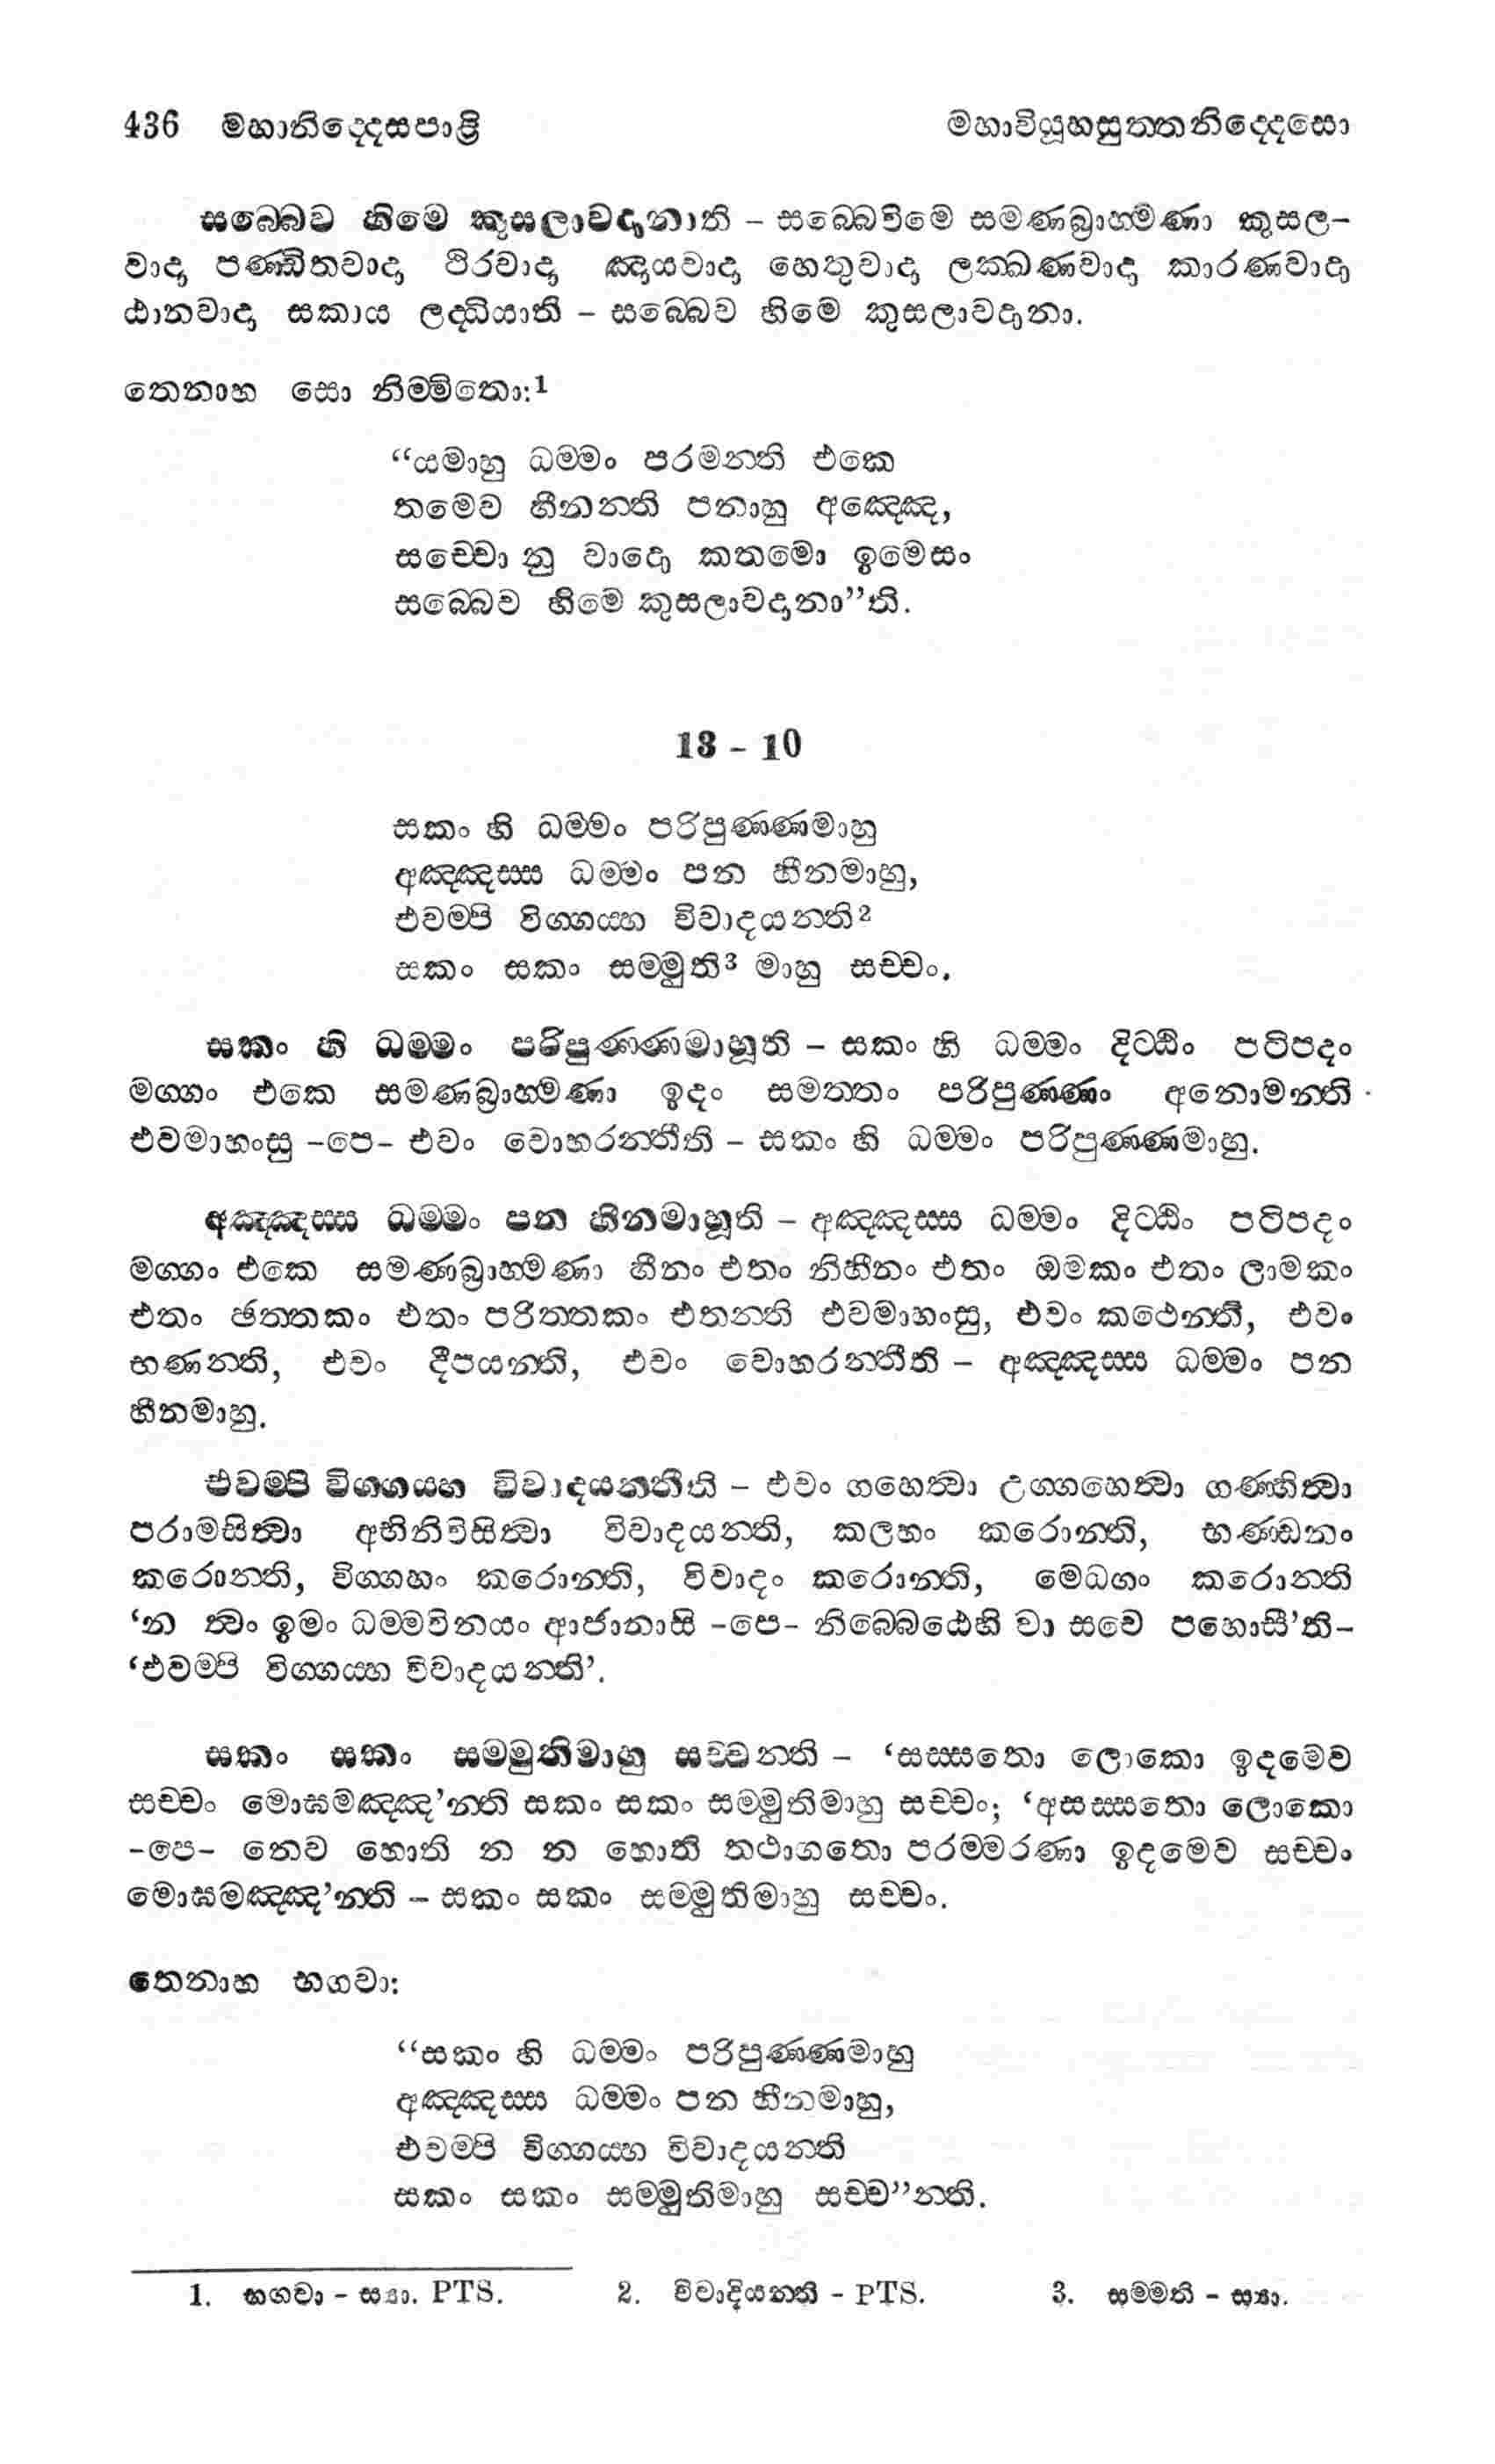 436 මහානිද්දෙසපාළි මහාවියූහසුත්තනිද්දෙසො
සබ්බෙව හිමෙ කුසලාවදානාති – සබ්බෙවිමෙ සමණබ්‍රාහ්මණා කුසල-
වාදා පණ්ඩිතවාදා ථිරවාදා ඤායවාදා හෙතුවාදා ලක්ඛණවාදා කාරණවාදා
ඨානවාදා සකාය ලද්ධියාති – සබ්බෙව හිමෙ කුසලාවදානා.
තෙනාහ සො නිම්මිතො:1
“යමාහු ධම්මං පරමන්ති එකෙ
තමෙව හීනන්ති පනාහු අඤ්ඤෙ,
සච්චො නු වාදො කතමො ඉමෙසං
සබ්බෙව හිමෙ කුසලාවදානා”ති.
13 – 10
සකං හි ධම්මං පරිපුණ්ණමාහු
අඤ්ඤස්ස ධම්මං පන හීනමාහු,
එවම්පි විග්ගය්හ විවාදයන්ති2
සකං සකං සම්මුති3 මාහු සච්චං.
සකං හි ධම්මං පරිපුණ්ණමාහූති – සකං හි ධම්මං දිට්ඨිං පටිපදං
මග්ගං එකෙ සමණබ්‍රාහ්මණා ඉදං සමත්තං පරිපුණ්ණං අනොමන්ති
එවමාහංසු -පෙ- එවං වොහරන්තීති – සකං හි ධම්මං පරිපුණ්ණමාහු.
අඤ්ඤස්ස ධම්මං පන හීනමාහූති – අඤ්ඤස්ස ධම්මං දිට්ඨිං පටිපදං
මග්ගං එකෙ සමණබ්‍රාහ්මණා හීනං එතං නිහීනං එතං ඔමකං එතං ලාමකං
එතං ඡත්තකං එතං පරිත්තකං එතන්ති එවමාහංසු, එවං කථෙන්ති, එවං
භණන්ති, එවං දීපයන්ති, එවං වොහරන්තීති – අඤ්ඤස්ස ධම්මං පන
හීනමාහු.
එවම්පි විග්ගය්හ විවාදයන්තීති – එවං ගහෙත්වා උග්ගහෙත්වා ගණ්හිත්වා
පරාමසිත්වා අභිනිවිසිත්වා විවාදයන්ති, කලහං කරොන්ති, භණ්ඩනං
කරොන්ති, විග්ගහං කරොන්ති, විවාදං කරොන්ති, මෙධගං කරොන්ති
‘න ත්වං ඉමං ධම්මවිනයං ආජානාසි -පෙ- නිබ්බෙඨෙහි වා සවෙ පහොසී’ති–
‘එවම්පි විග්ගය්හ විවාදයන්ති’.
සකං සකං සම්මුතිමාහු සච්චන්ති – ‘සස්සතො ලොකො ඉදමෙව
සච්චං මොඝමඤ්ඤ’න්ති සකං සකං සම්මුතිමාහු සච්චං; ‘අසස්සතො ලොකො
-පෙ- නෙව හොති න න හොති තථාගතො පරම්මරණා ඉදමෙව සච්චං
මොඝමඤ්ඤ’න්ති – සකං සකං සම්මුතිමාහු සච්චං.
තෙනාහ භගවා:
“සකං හි ධම්මං පරිපුණ්ණමාහු
අඤ්ඤස්ස ධම්මං පන හීනමාහු,
එවම්පි විග්ගය්හ විවාදයන්ති
සකං සකං සම්මුතිමාහු සච්ච”න්ති.
1. භගවා – ස්‍යා. PTS. 2. විවාදියන්ති – PTS. 3. සම්මති – ස්‍යා.